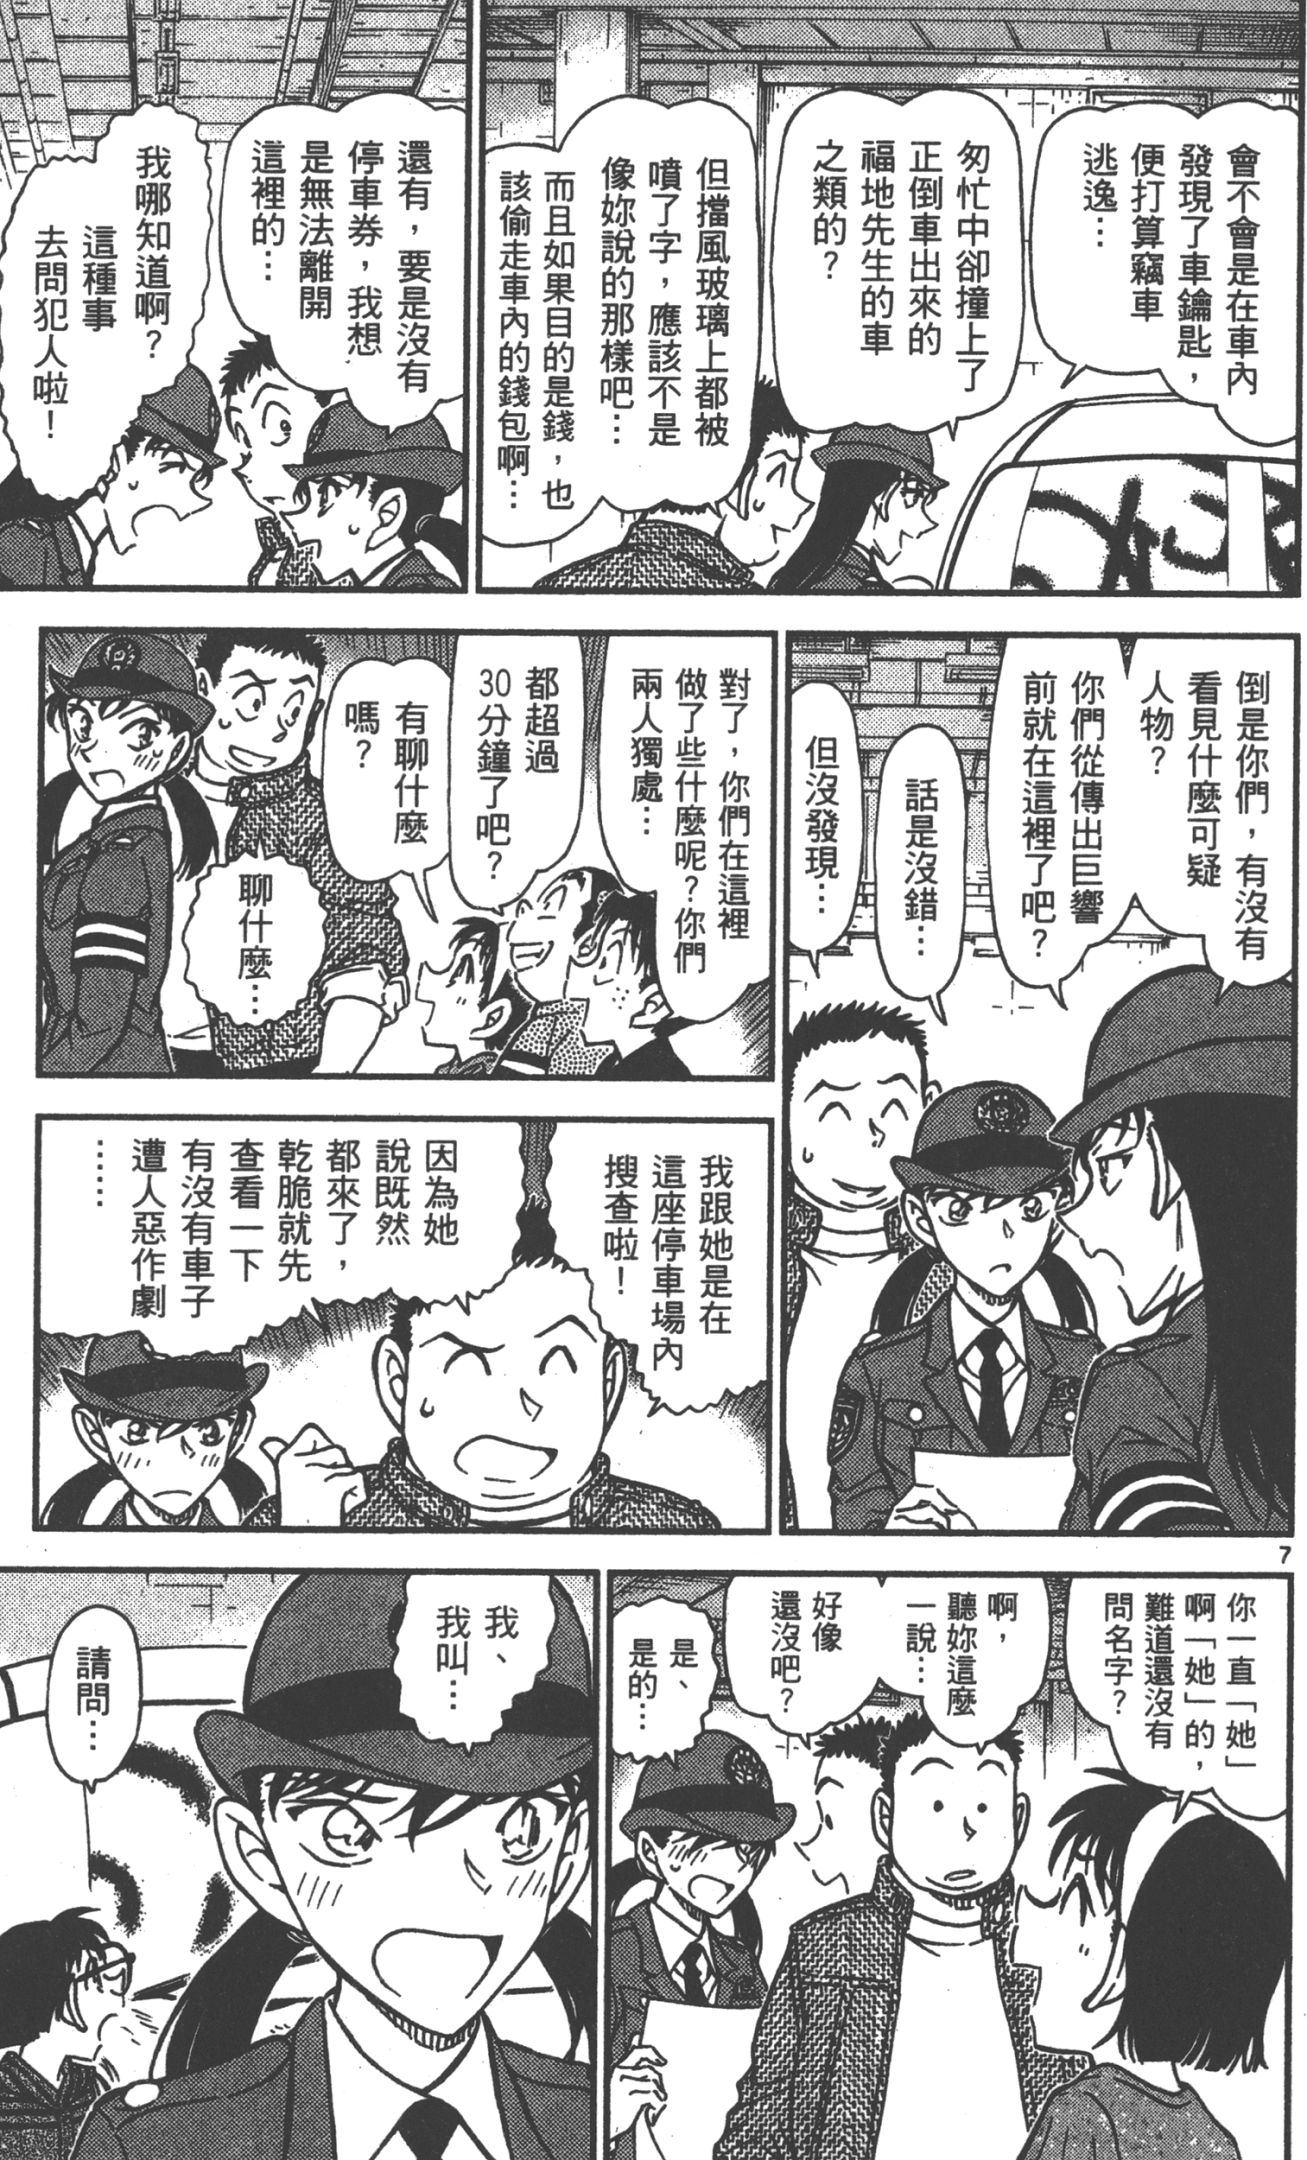 會不會是在車內
發現了車鑰匙，
便打算竊車
逃逸…
匆忙中卻撞上了
正倒車出來的
福地先生的車
之類的？
但擋風玻璃上都被
噴了字，應該不是
像妳說的那樣吧…
而且如果目的是錢，也
該偷走車內的錢包啊…
還有，要是沒有
停車券，我想
是無法離開
這裡的…
我哪知道啊？
這種事
去問犯人啦！
倒是你們，有沒有
看見什麼可疑
人物？
你們從傳出巨響
前就在這裡了吧？
話是沒錯…
但沒發現…
對了，你們在這裡
做了些什麼呢？你們
兩人獨處…
都超過
30分鐘了吧？
有聊什麼
嗎？
聊什麼…
我跟她是在
這座停車場內
搜查啦！
因為她
說既然
都來了，
乾脆就先
查看一下
有沒有車子
遭人惡作劇
……
7
你一直「她」
啊「她」的，
難道還沒有
問名字？
啊，
聽妳這麼
一說…
好像
還沒吧？
是、
是的…
我、
我叫…
請問…